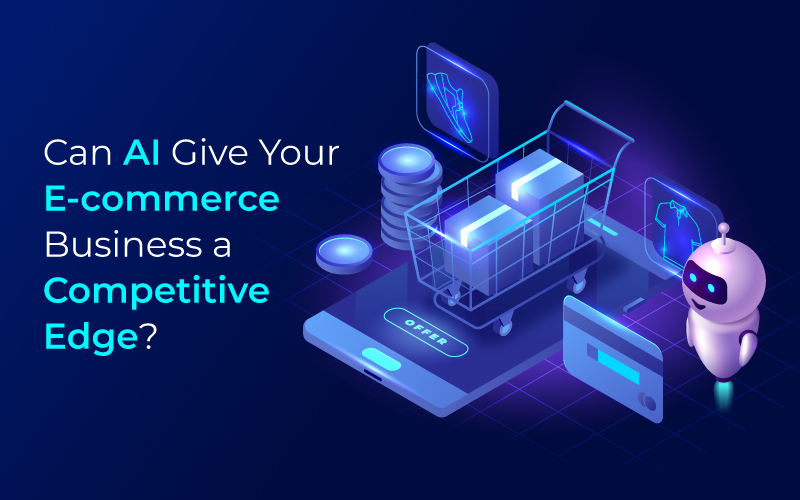 Can AI Give Your
E-commerce
Business a
Competitive
Edge?
OFFER